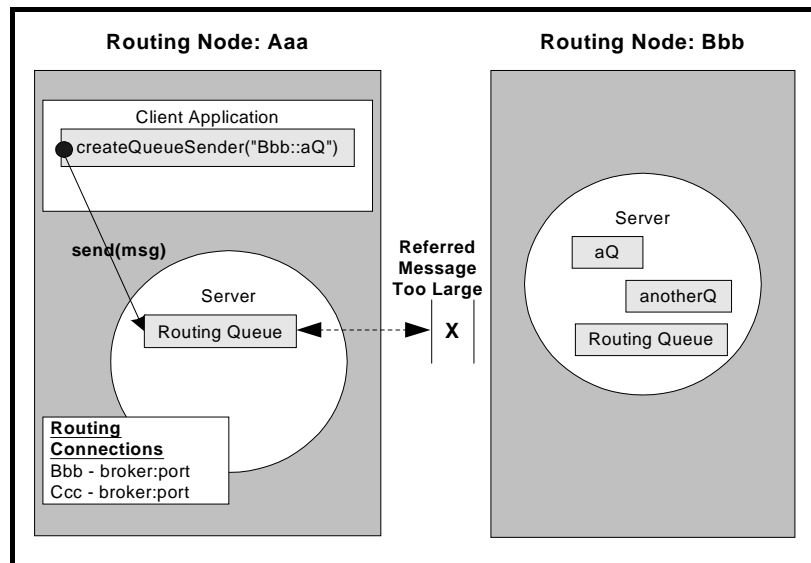 Routing Node: Aaa
Client Application
createQueueSender("Bbb::aQ")
send(msg)
Server
Routing Queue
Routing
Connections
Bbb - broker:port
Ccc - broker:port
Referred
Message
Too Large
X
Routing Node: Bbb
Server
aQ
anotherQ
Routing Queue